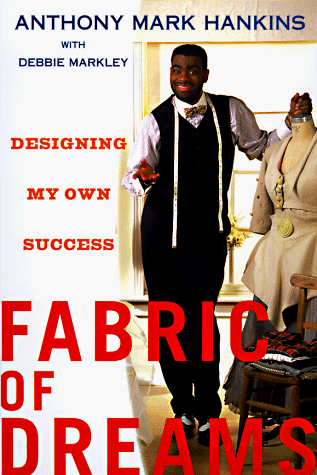 ANTHONY MARK HANKINS
WITH
DEBBIE MARKLEY
DESIGNING
MY OWN
SUCCESS
FABRIC
OF
DREAMS